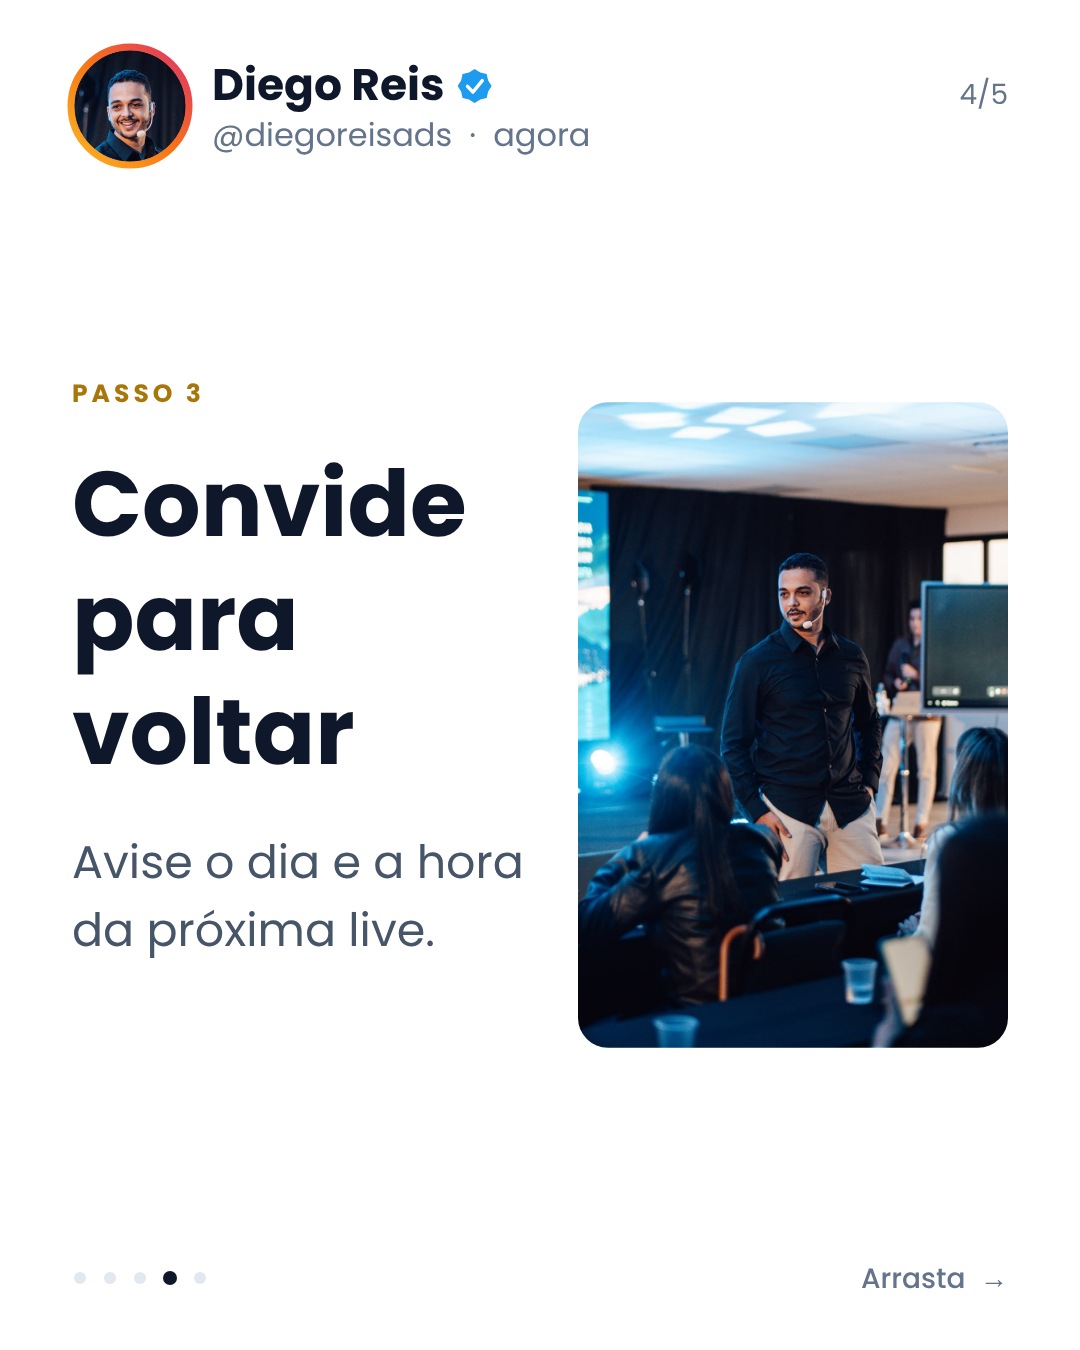 Diego Reis
@diegoreisads · agora
4/5
PASSO 3
Convide
para
voltar
Avise o dia e a hora
da próxima live.
Arrasta →